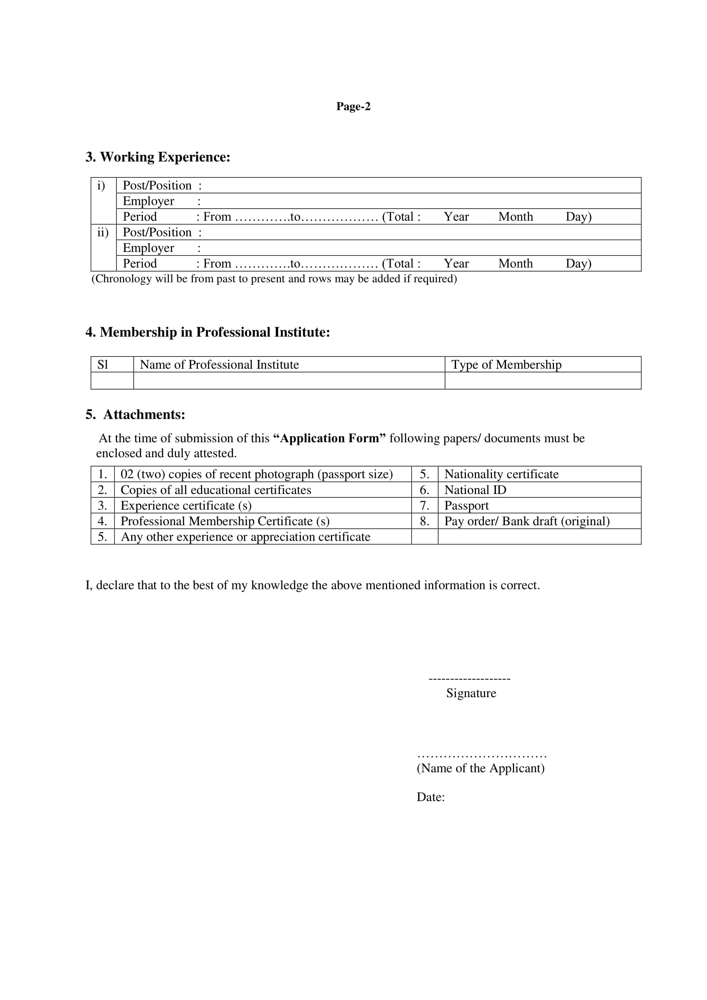 Page-2
3. Working Experience:
i) Post/Position :
Employer :
Period : From ………….to……………… (Total : Year Month Day)
ii) Post/Position :
Employer :
Period : From ………….to……………… (Total : Year Month Day)
(Chronology will be from past to present and rows may be added if required)
4. Membership in Professional Institute:
Sl Name of Professional Institute Type of Membership
5. Attachments:
At the time of submission of this “Application Form” following papers/ documents must be
enclosed and duly attested.
1. 02 (two) copies of recent photograph (passport size) 5. Nationality certificate
2. Copies of all educational certificates 6. National ID
3. Experience certificate (s) 7. Passport
4. Professional Membership Certificate (s) 8. Pay order/ Bank draft (original)
5. Any other experience or appreciation certificate
I, declare that to the best of my knowledge the above mentioned information is correct.
-------------------
Signature
…………………………
(Name of the Applicant)
Date: